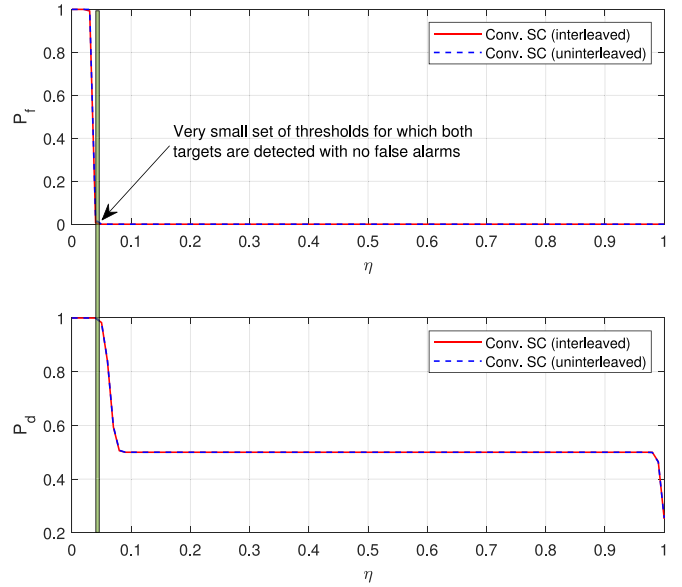 1
0.8
0.6
0.4
0.2
0
P_f
Conv. SC (interleaved)
Conv. SC (uninterleaved)
Very small set of thresholds for which both
targets are detected with no false alarms
0 0.1 0.2 0.3 0.4 0.5 0.6 0.7 0.8 0.9 1
η
1
0.8
0.6
0.4
0.2
P_d
Conv. SC (interleaved)
Conv. SC (uninterleaved)
0 0.1 0.2 0.3 0.4 0.5 0.6 0.7 0.8 0.9 1
η